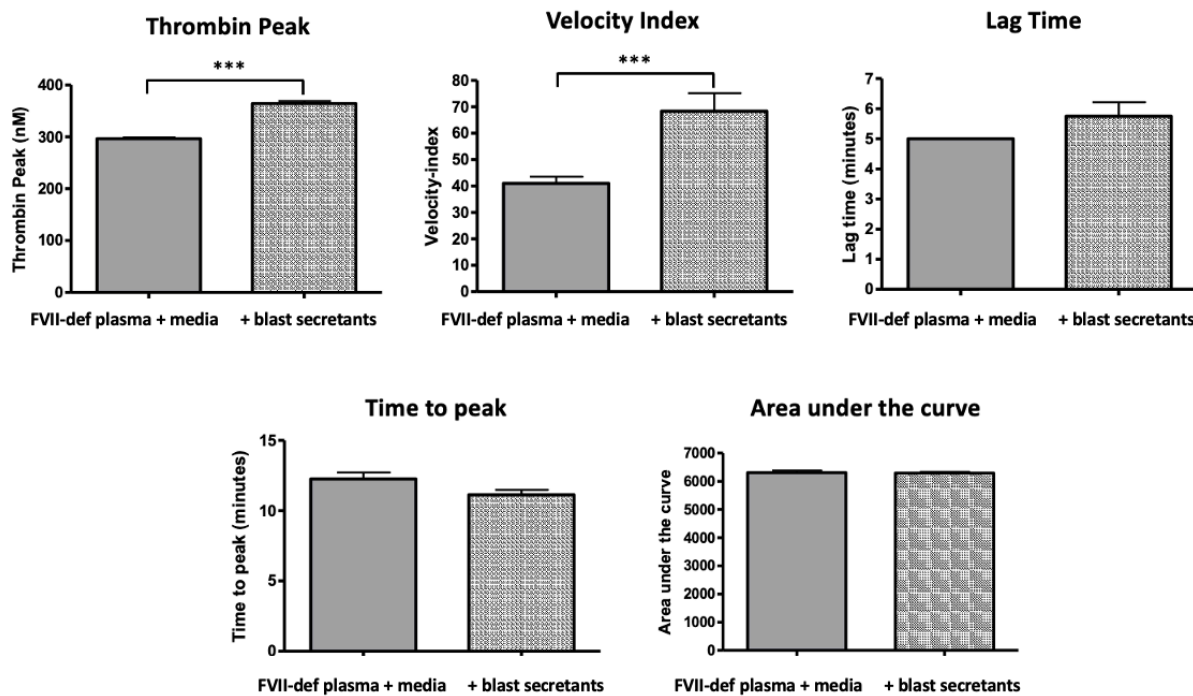 Thrombin Peak
***
Thrombin Peak (nM)
400
300
200
100
0
FVII-def plasma + media
+ blast secretants
Velocity Index
***
Velocity-index
80
70
60
50
40
30
20
10
0
FVII-def plasma + media
+ blast secretants
Lag Time
Lag time (minutes)
7
6
5
4
3
2
1
0
FVII-def plasma + media
+ blast secretants
Time to peak
Time to peak (minutes)
15
10
5
0
FVII-def plasma + media
+ blast secretants
Area under the curve
Area under the curve
7000
6000
5000
4000
3000
2000
1000
0
FVII-def plasma + media
+ blast secretants